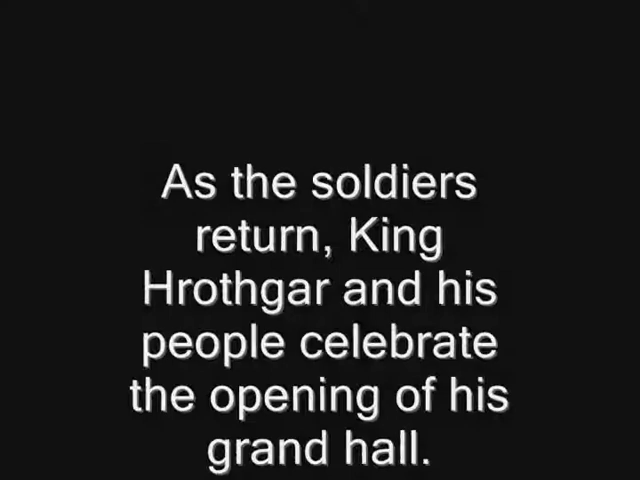 As the soldiers
return, King
Hrothgar and his
people celebrate
the opening of his
grand hall.